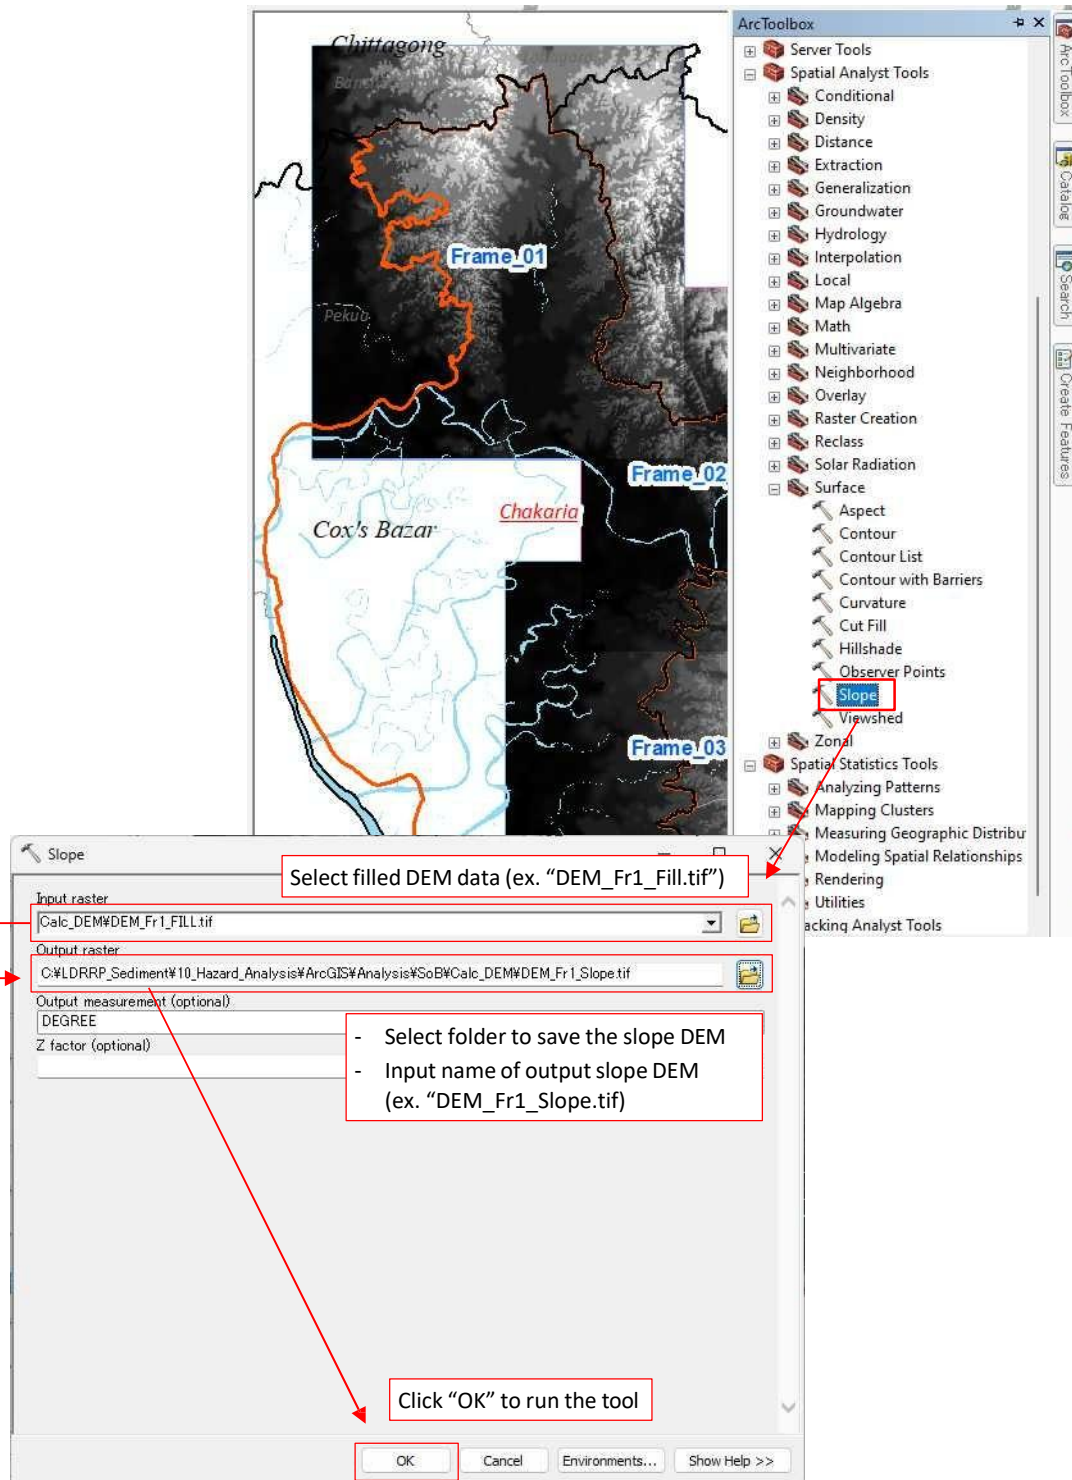 Chittagong
Frame_01
Pekua
Frame_02
Chakaria
Cox's Bazar
Frame_03
ArcToolbox
Server Tools
Spatial Analyst Tools
Conditional
Density
Distance
Extraction
Generalization
Groundwater
Hydrology
Interpolation
Local
Map Algebra
Math
Multivariate
Neighborhood
Overlay
Raster Creation
Reclass
Solar Radiation
Surface
Aspect
Contour
Contour List
Contour with Barriers
Curvature
Cut Fill
Hillshade
Observer Points
Slope
Viewshed
Zonal
Spatial Statistics Tools
Analyzing Patterns
Mapping Clusters
Measuring Geographic Distribu
Modeling Spatial Relationships
Rendering
Utilities
acking Analyst Tools
ArcToolbox
Catalog
Search
Create Features
Slope
Select filled DEM data (ex. “DEM_Fr1_Fill.tif”)
Input raster
Calc_DEM¥DEM_Fr1_FILL.tif
Output raster
C:¥LDRRP_Sediment¥10_Hazard_Analysis¥ArcGIS¥Analysis¥SoB¥Calc_DEM¥DEM_Fr1_Slope.tif
Output measurement (optional)
DEGREE
Z factor (optional)
- Select folder to save the slope DEM
- Input name of output slope DEM
(ex. “DEM_Fr1_Slope.tif)
Click “OK” to run the tool
OK
Cancel
Environments...
Show Help >>